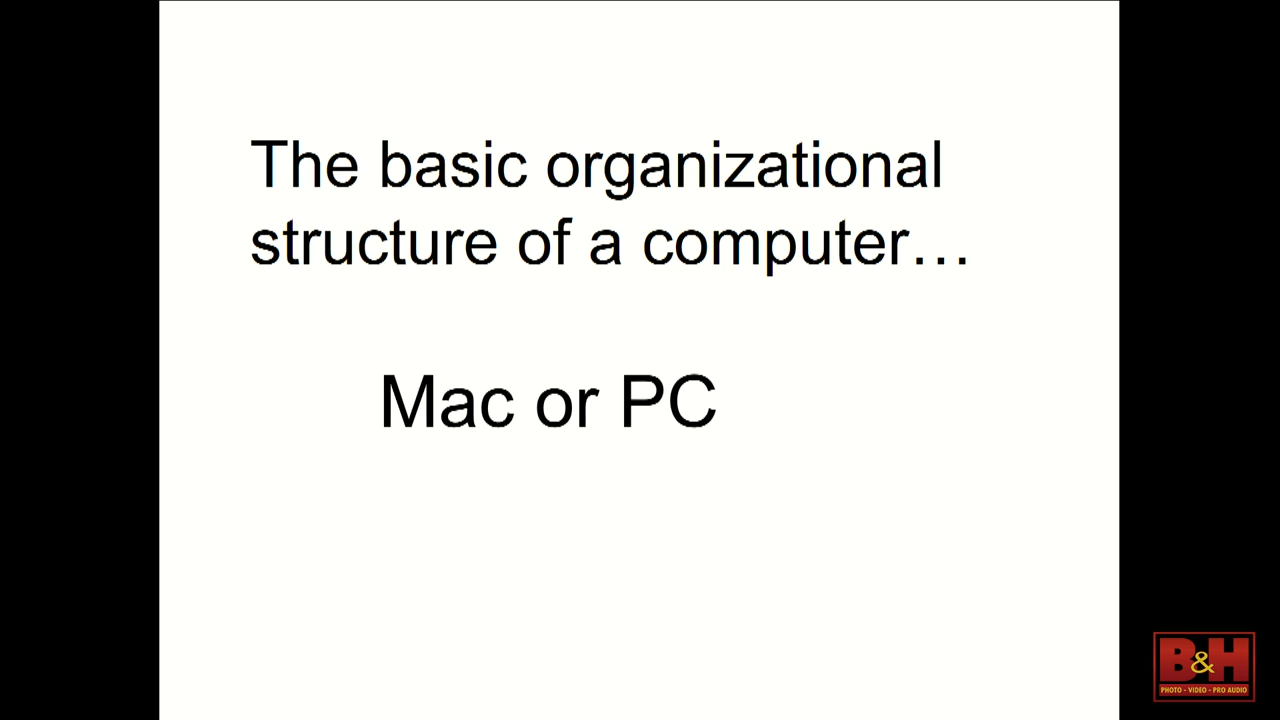 The basic organizational
structure of a computer…
Mac or PC
B&H
PHOTO - VIDEO - PRO AUDIO